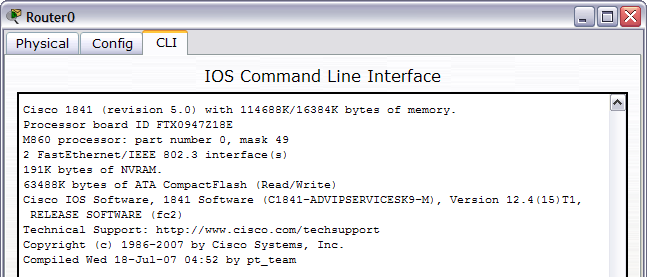 Router0
Physical Config CLI
IOS Command Line Interface
Cisco 1841 (revision 5.0) with 114688K/16384K bytes of memory.
Processor board ID FTX0947Z18E
M860 processor: part number 0, mask 49
2 FastEthernet/IEEE 802.3 interface(s)
191K bytes of NVRAM.
63488K bytes of ATA CompactFlash (Read/Write)
Cisco IOS Software, 1841 Software (C1841-ADVIPSERVICESK9-M), Version 12.4(15)T1,
RELEASE SOFTWARE (fc2)
Technical Support: http://www.cisco.com/techsupport
Copyright (c) 1986-2007 by Cisco Systems, Inc.
Compiled Wed 18-Jul-07 04:52 by pt_team